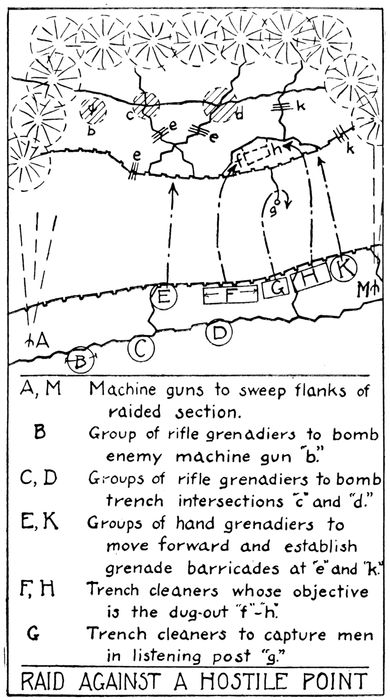 b
c
d
e
e
e
k
k
f h
g
E
F
G
H
K
M
A
B
C
D
A, M Machine guns to sweep flanks of
raided section.
B Group of rifle grenadiers to bomb
enemy machine gun "b."
C, D Groups of rifle grenadiers to bomb
trench intersections "c" and "d."
E, K Groups of hand grenadiers to
move forward and establish
grenade barricades at "e" and "k."
F, H Trench cleaners whose objective
is the dug-out "f"-"h."
G Trench cleaners to capture men
in listening post "g."
RAID AGAINST A HOSTILE POINT